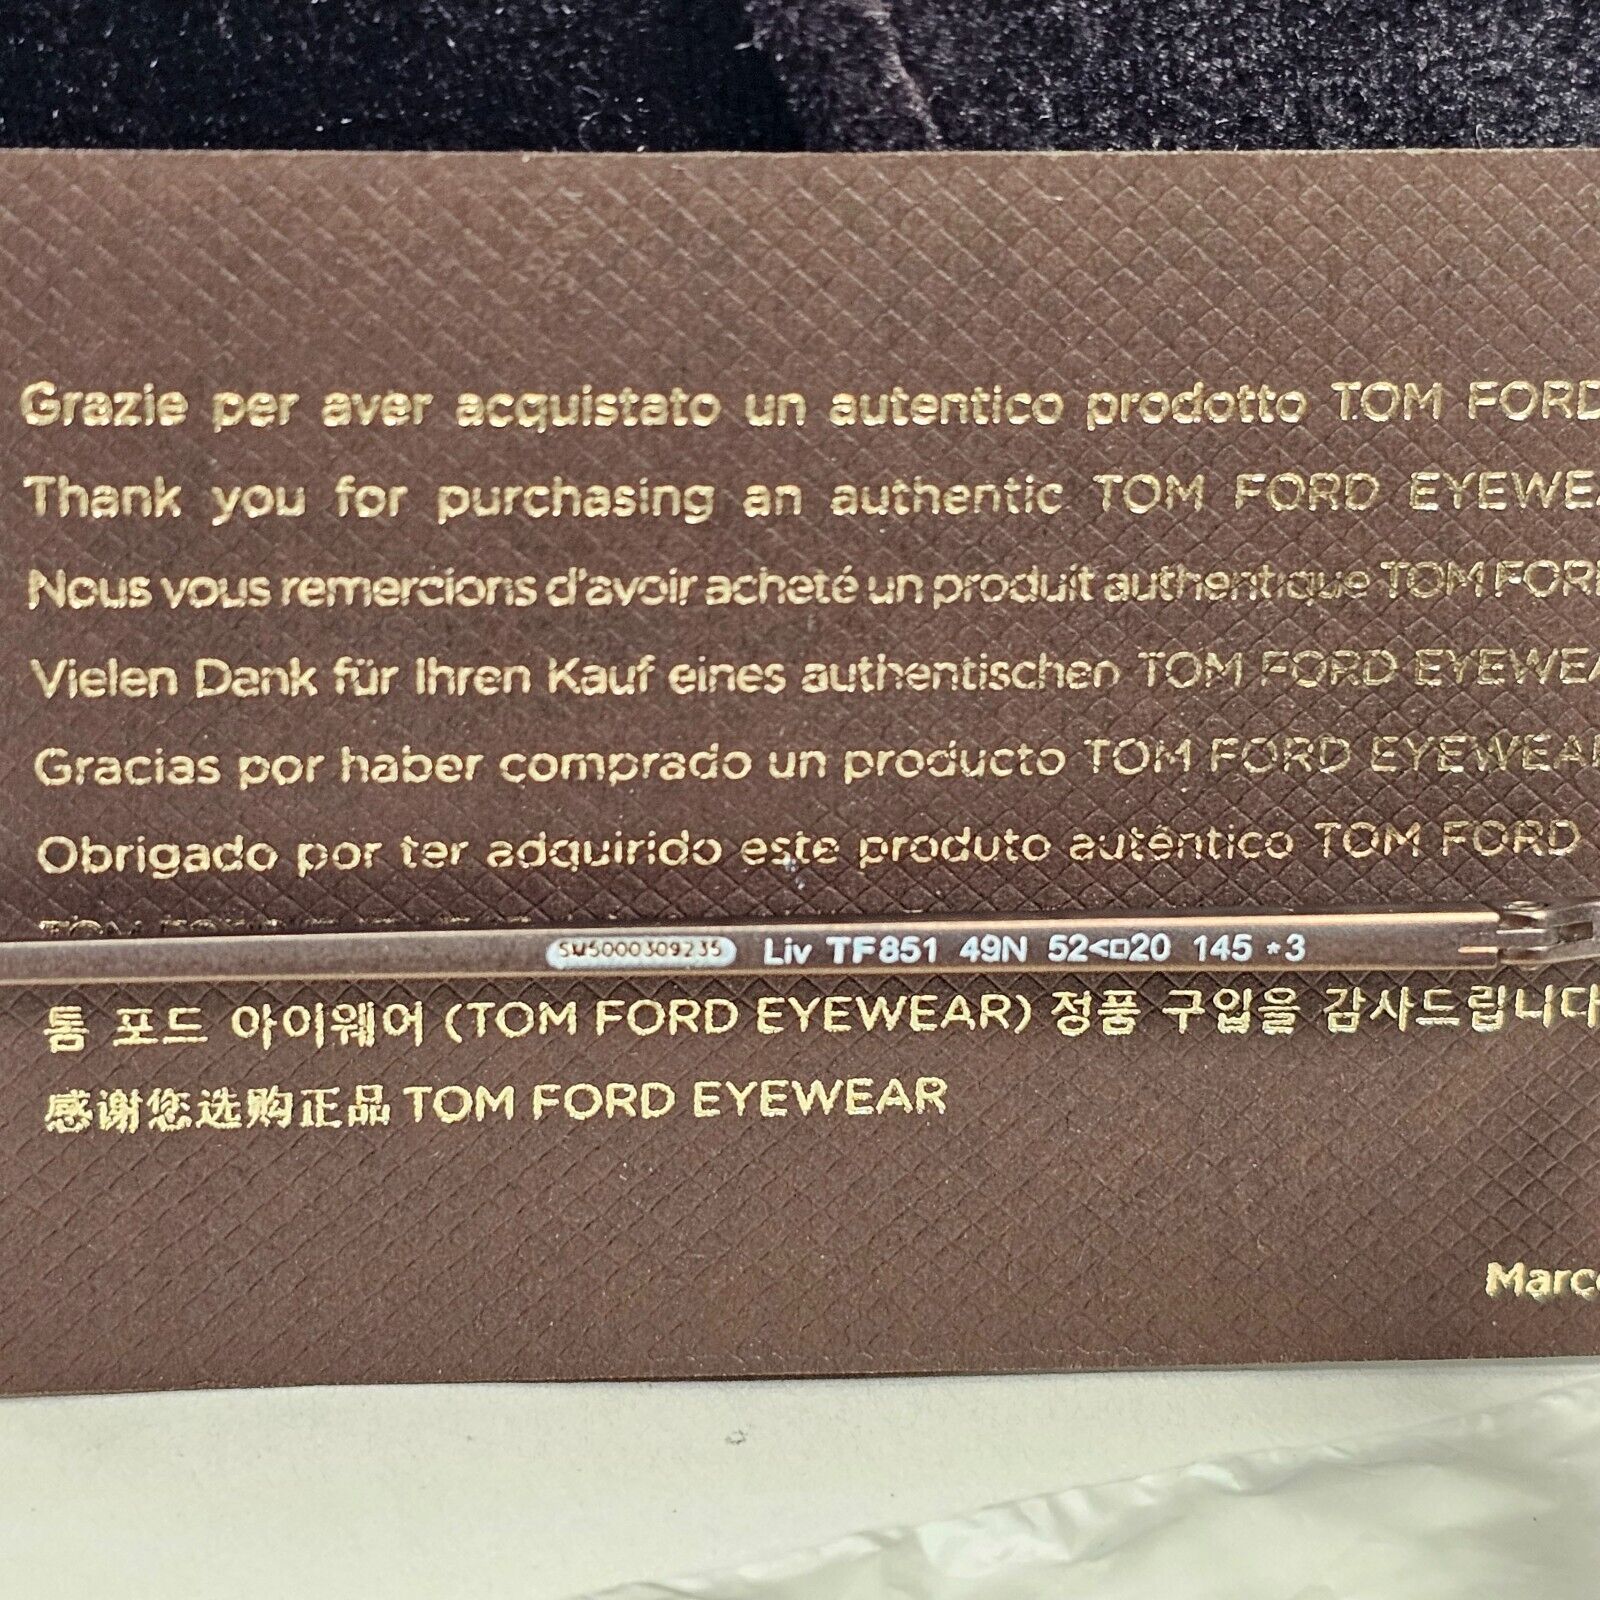 Grazie per aver acquistato un autentico prodotto TOM FORD
Thank you for purchasing an authentic TOM FORD EYEWEA
Nous vous remercions d'avoir acheté un produit authentique TOM FORD
Vielen Dank für Ihren Kauf eines authentischen TOM FORD EYEWEA
Gracias por haber comprado un producto TOM FORD EYEWEAR
Obrigado por ter adquirido este produto autêntico TOM FORD
SM5000309235 Liv TF851 49N 52<□20 145 *3
톰 포드 아이웨어 (TOM FORD EYEWEAR) 정품 구입을 감사드립니다
感谢您选购正品 TOM FORD EYEWEAR
Marco